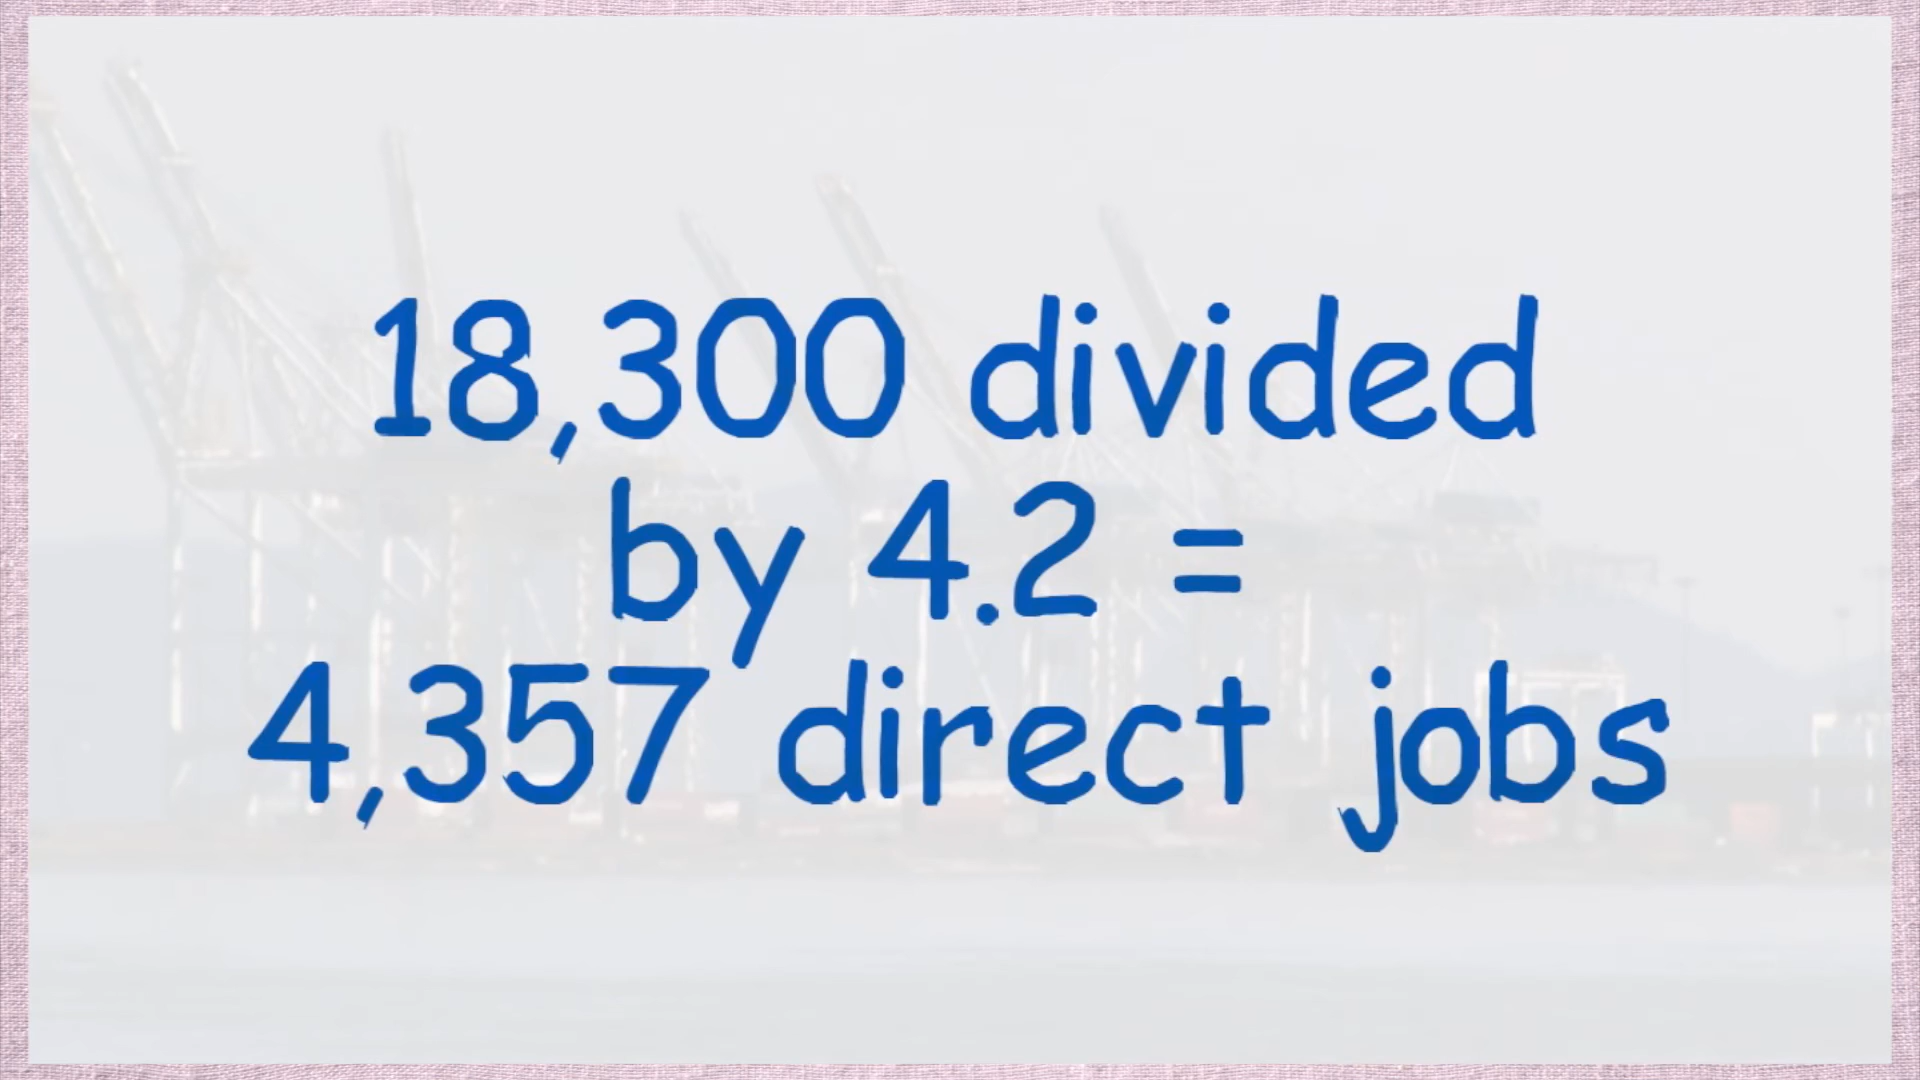 18,300 divided
by 4.2 =
4,357 direct jobs